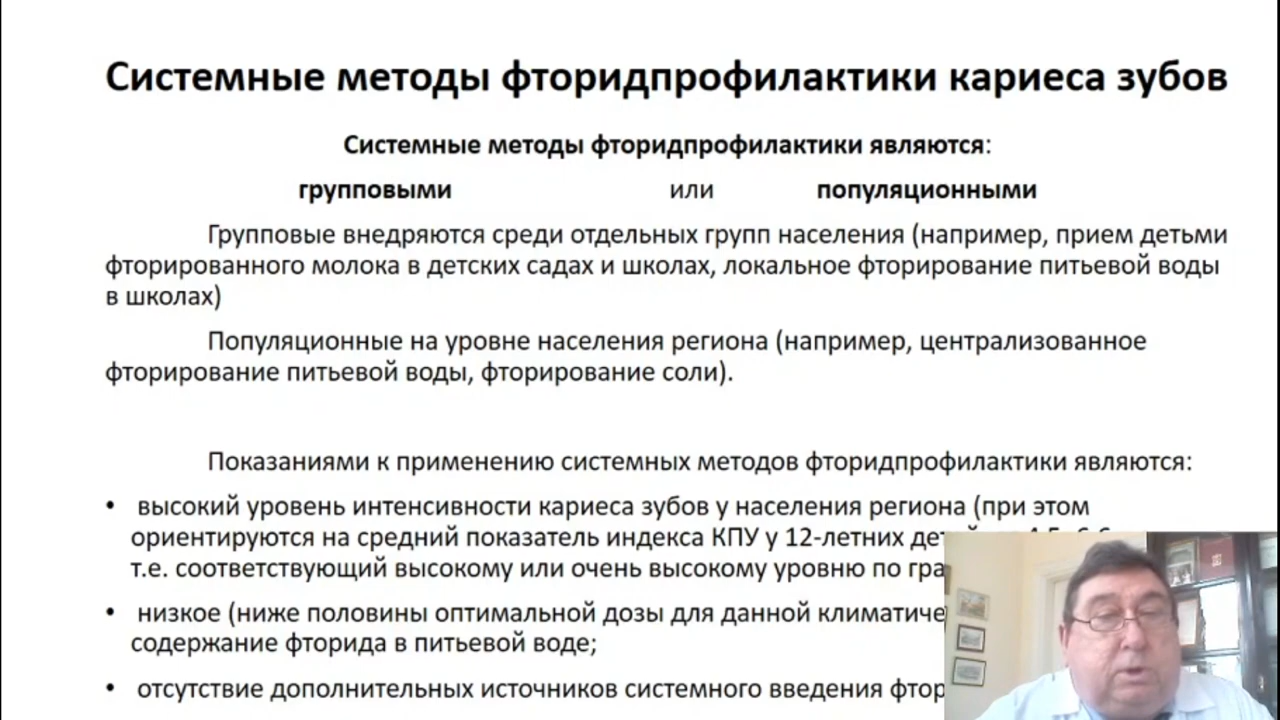 Системные методы фторидпрофилактики кариеса зубов
Системные методы фторидпрофилактики являются:
групповыми или популяционными
Групповые внедряются среди отдельных групп населения (например, прием детьми
фторированного молока в детских садах и школах, локальное фторирование питьевой воды
в школах)
Популяционные на уровне населения региона (например, централизованное
фторирование питьевой воды, фторирование соли).
Показаниями к применению системных методов фторидпрофилактики являются:
• высокий уровень интенсивности кариеса зубов у населения региона (при этом
ориентируются на средний показатель индекса КПУ у 12-летних
т.е. соответствующий высокому или очень высокому уровню по
• низкое (ниже половины оптимальной дозы для данной
содержание фторида в питьевой воде;
• отсутствие дополнительных источников системного введения